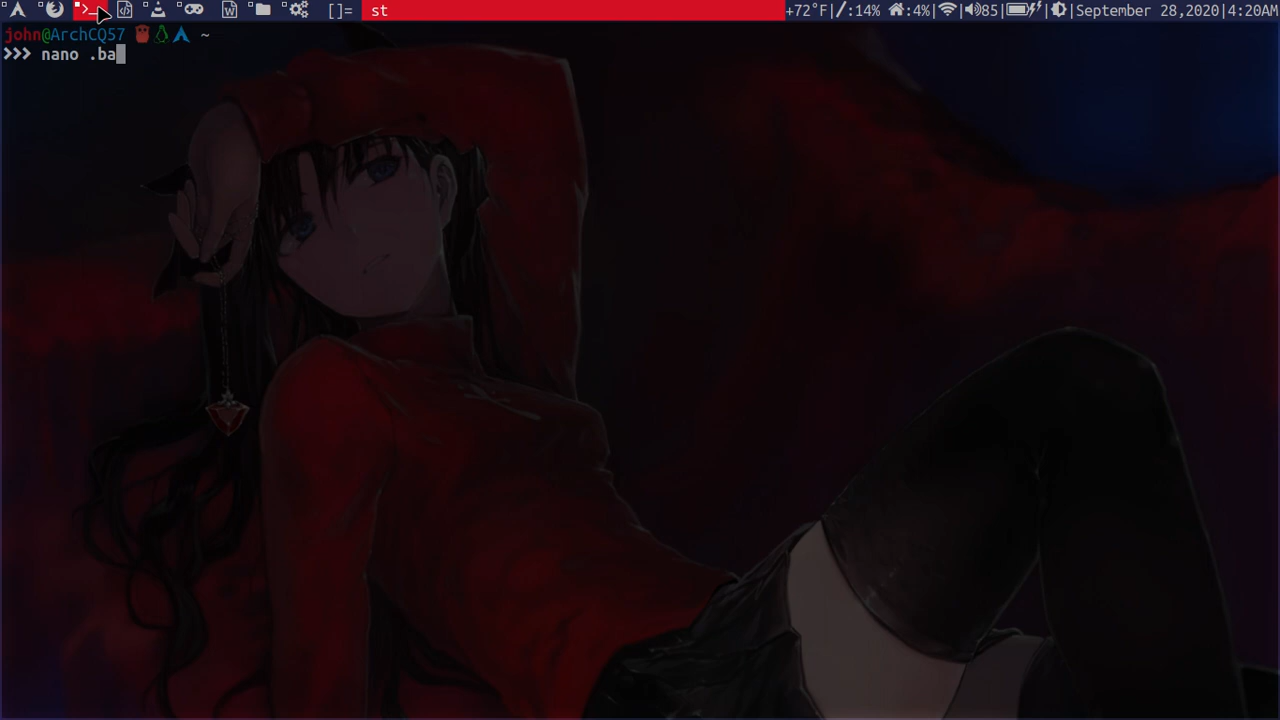 []= st +72°F|/:14% :4%||85||||September 28,2020|4:20AM
john@ArchCQ57 ~
>>> nano .ba